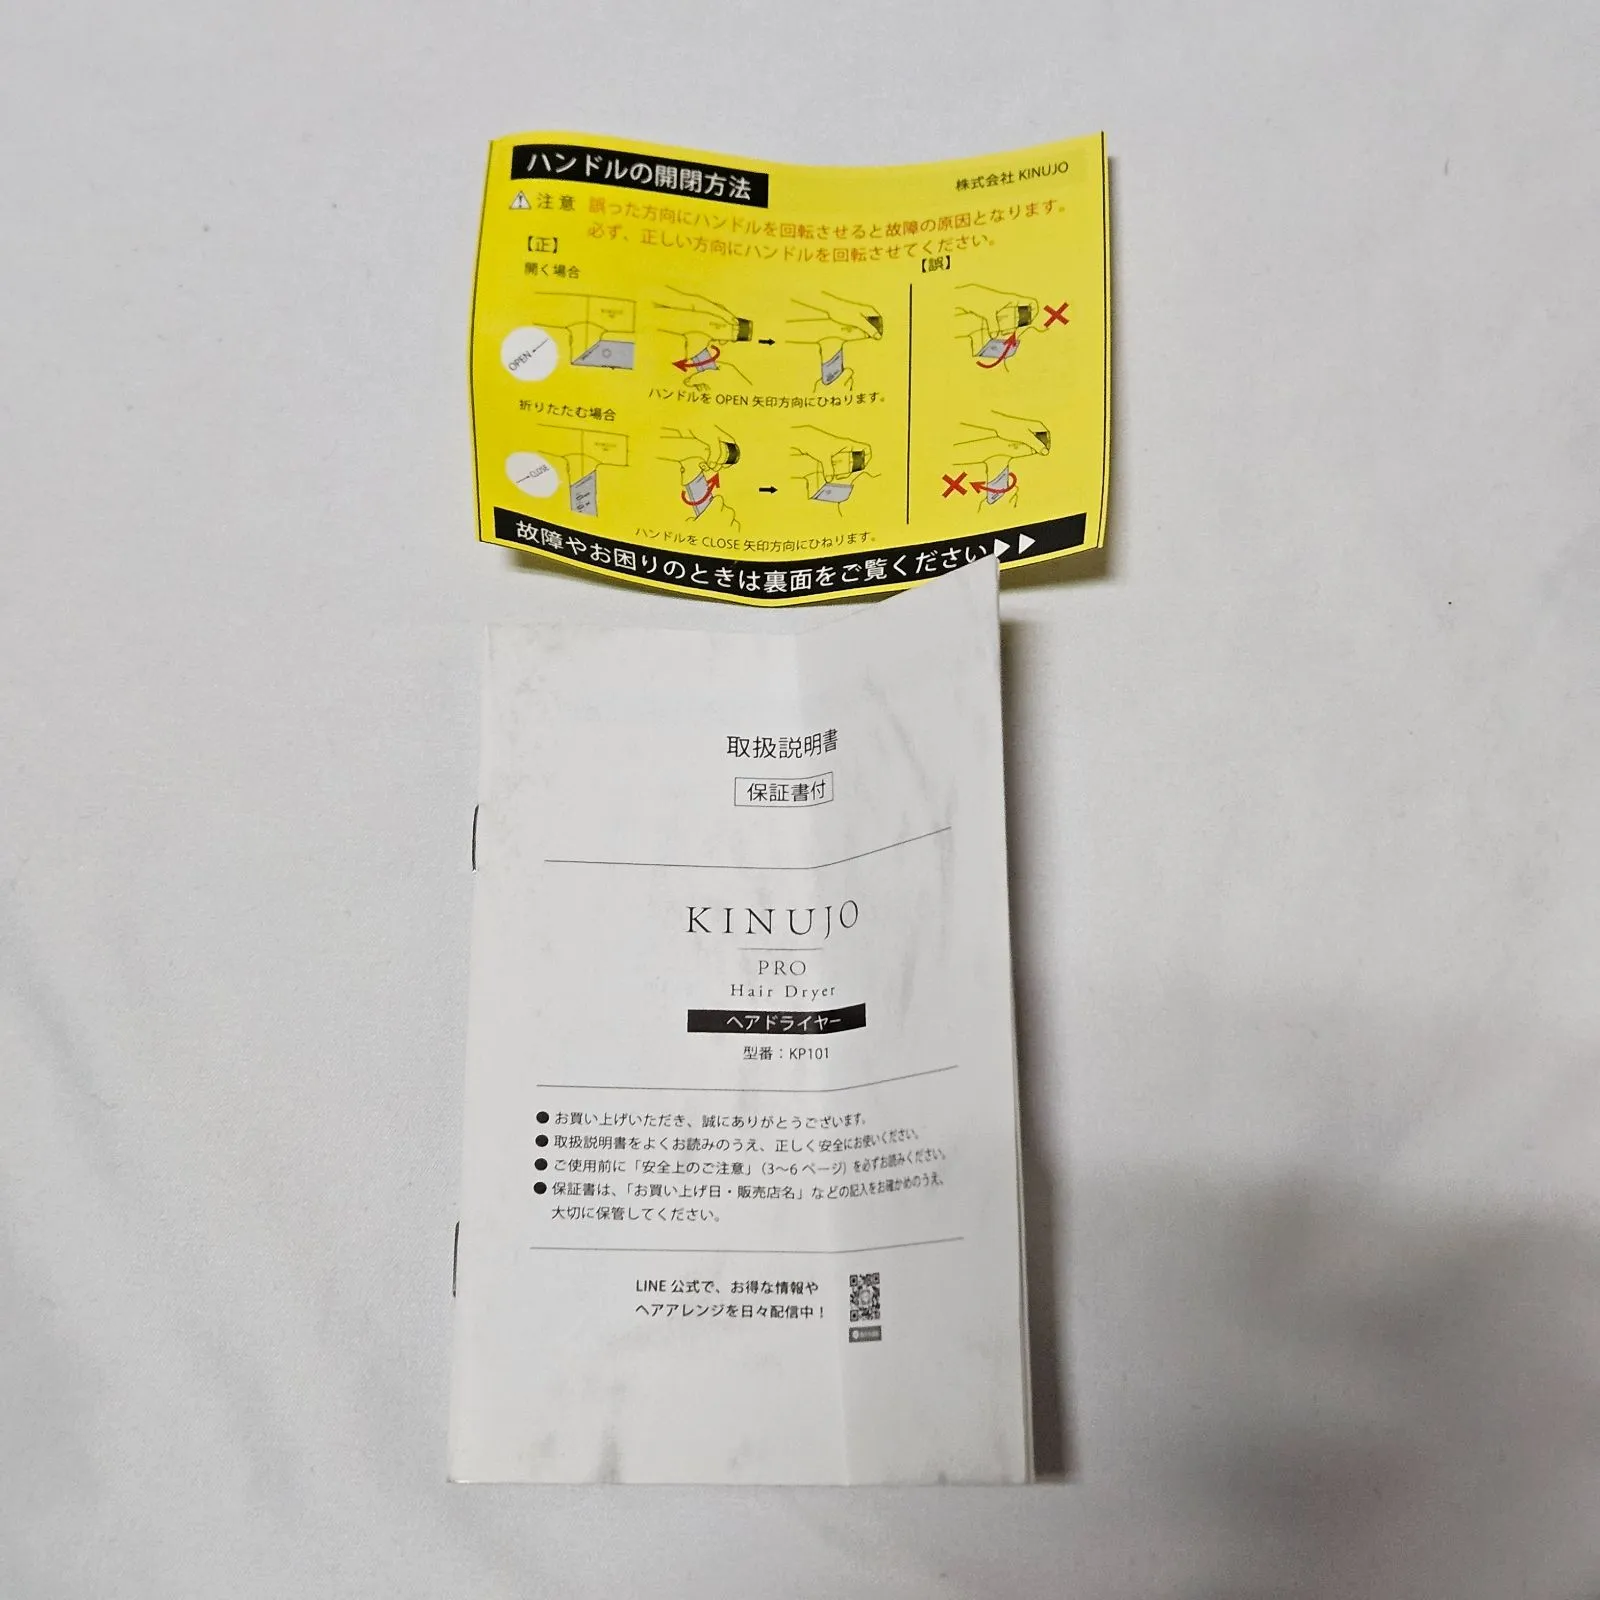 ハンドルの開閉方法
株式会社 KINUJO
注意 誤った方向にハンドルを回転させると故障の原因となります。
必ず、正しい方向にハンドルを回転させてください。
【正】
【誤】
開く場合
OPEN
ハンドルを OPEN 矢印方向にひねります。
折りたたむ場合
CLOSE
ハンドルを CLOSE 矢印方向にひねります。
故障やお困りのときは裏面をご覧ください▶▶
取扱説明書
保証書付
KINUJO
PRO
Hair Dryer
ヘアドライヤー
型番：KP101
●お買い上げいただき、誠にありがとうございます。
●取扱説明書をよくお読みのうえ、正しく安全にお使いください。
●ご使用前に「安全上のご注意」（3～6 ページ）を必ずお読みください。
●保証書は、「お買い上げ日・販売店名」などの記入をお確かめのうえ、
大切に保管してください。
LINE 公式で、お得な情報や
ヘアアレンジを日々配信中！